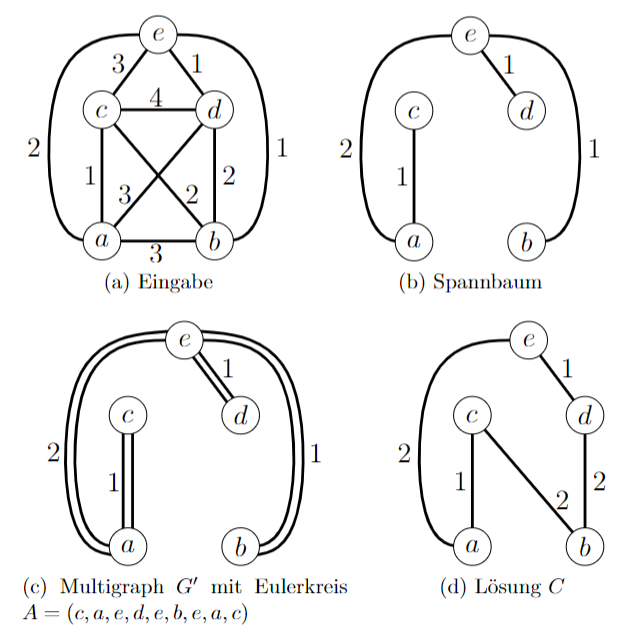 e
3
1
c
4
d
2
1
1
3
2
2
a
3
b
(a) Eingabe
e
1
c
d
2
1
1
a
b
(b) Spannbaum
e
1
c
d
2
1
1
a
b
(c) Multigraph G′ mit Eulerkreis
A = (c, a, e, d, e, b, e, a, c)
e
1
c
d
2
1
2
2
a
b
(d) Lösung C